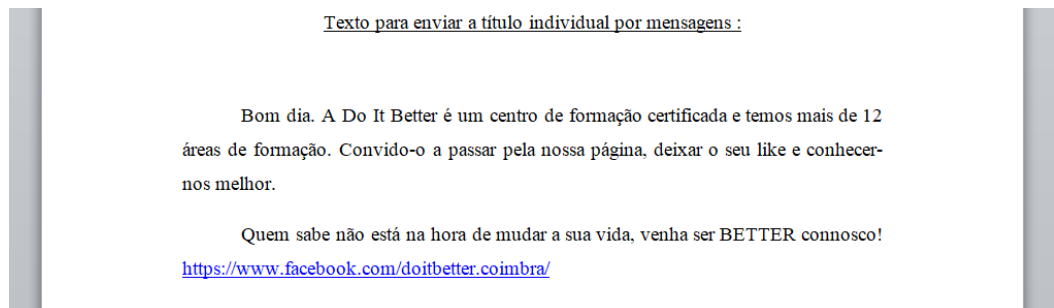 Texto para enviar a título individual por mensagens :
Bom dia. A Do It Better é um centro de formação certificada e temos mais de 12
áreas de formação. Convido-o a passar pela nossa página, deixar o seu like e conhecer-
nos melhor.
Quem sabe não está na hora de mudar a sua vida, venha ser BETTER connosco!
https://www.facebook.com/doitbetter.coimbra/